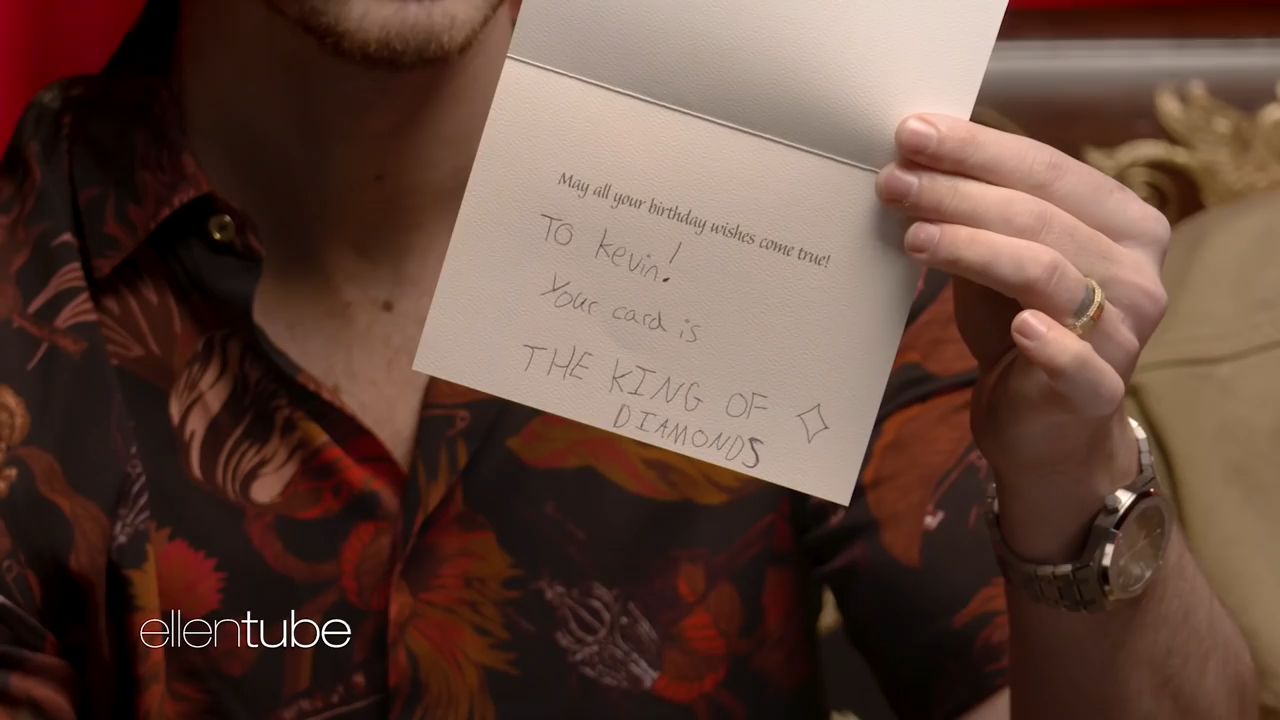 May all your birthday wishes come true!
TO kevin!
Your card is
THE KING OF
DIAMONDS
ellentube